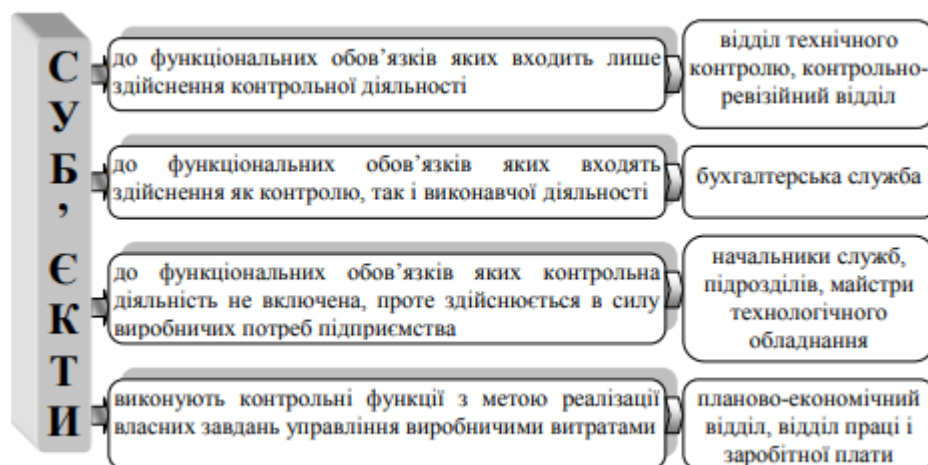 СУБ’ЄКТИ
до функціональних обов’язків яких входить лише
здійснення контрольної діяльності
відділ технічного
контролю, контрольно-
ревізійний відділ
до функціональних обов’язків яких входять
здійснення як контролю, так і виконавчої діяльності
бухгалтерська служба
до функціональних обов’язків яких контрольна
діяльність не включена, проте здійснюється в силу
виробничих потреб підприємства
начальники служб,
підрозділів, майстри
технологічного
обладнання
виконують контрольні функції з метою реалізації
власних завдань управління виробничими витратами
планово-економічний
відділ, відділ праці і
заробітної плати